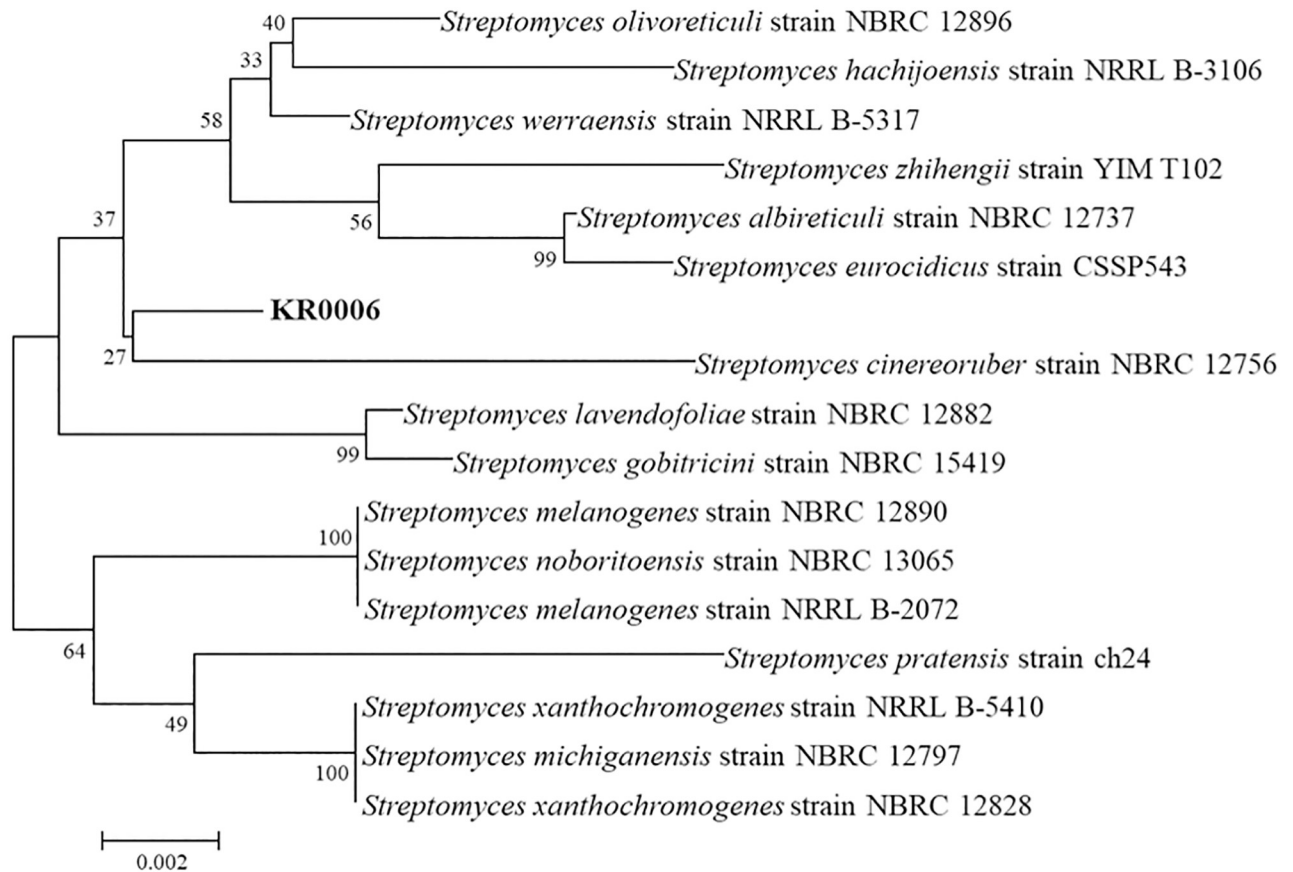 40
Streptomyces olivoreticuli strain NBRC 12896
33
Streptomyces hachijoensis strain NRRL B-3106
58
Streptomyces werraensis strain NRRL B-5317
Streptomyces zhihengii strain YIM T102
37
56
Streptomyces albireticuli strain NBRC 12737
99
Streptomyces eurocidicus strain CSSP543
KR0006
27
Streptomyces cinereoruber strain NBRC 12756
Streptomyces lavendofoliae strain NBRC 12882
99
Streptomyces gobitricini strain NBRC 15419
Streptomyces melanogenes strain NBRC 12890
100
Streptomyces noboritoensis strain NBRC 13065
Streptomyces melanogenes strain NRRL B-2072
64
Streptomyces pratensis strain ch24
49
Streptomyces xanthochromogenes strain NRRL B-5410
Streptomyces michiganensis strain NBRC 12797
100
Streptomyces xanthochromogenes strain NBRC 12828
0.002